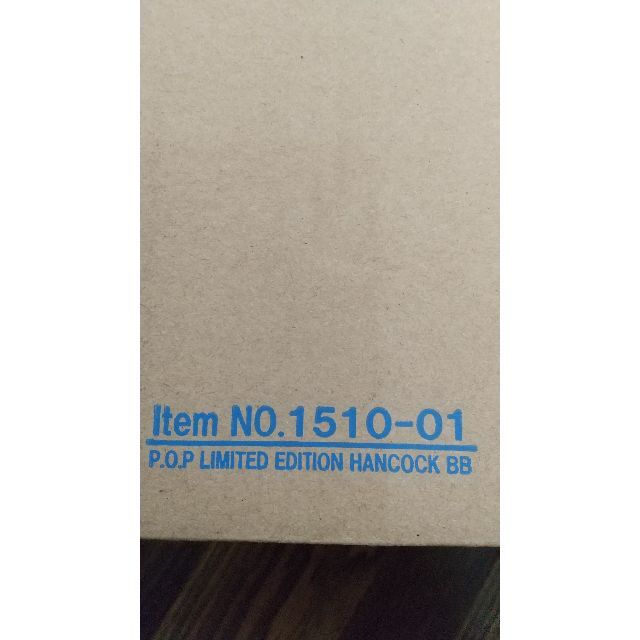 Item NO.1510-01
P.O.P LIMITED EDITION HANCOCK BB